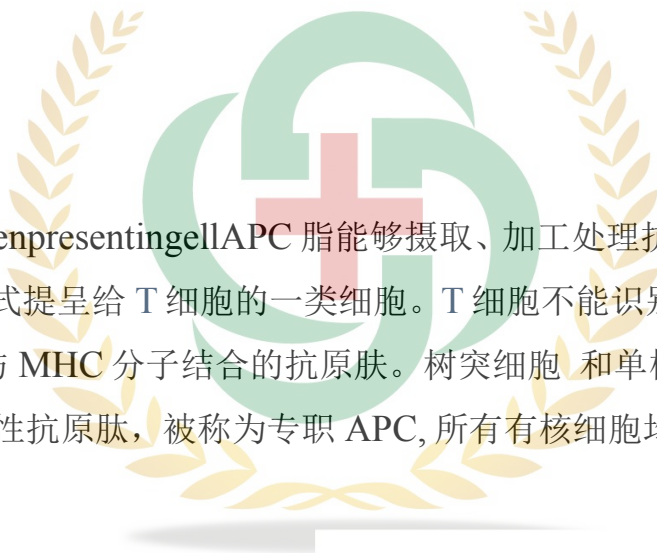 enpresentingellAPC 脂能够摄取、加工处理抗
式提呈给 T 细胞的一类细胞。T 细胞不能识别
与 MHC 分子结合的抗原肤。树突细胞 和单核
性抗原肽，被称为专职 APC, 所有有核细胞均